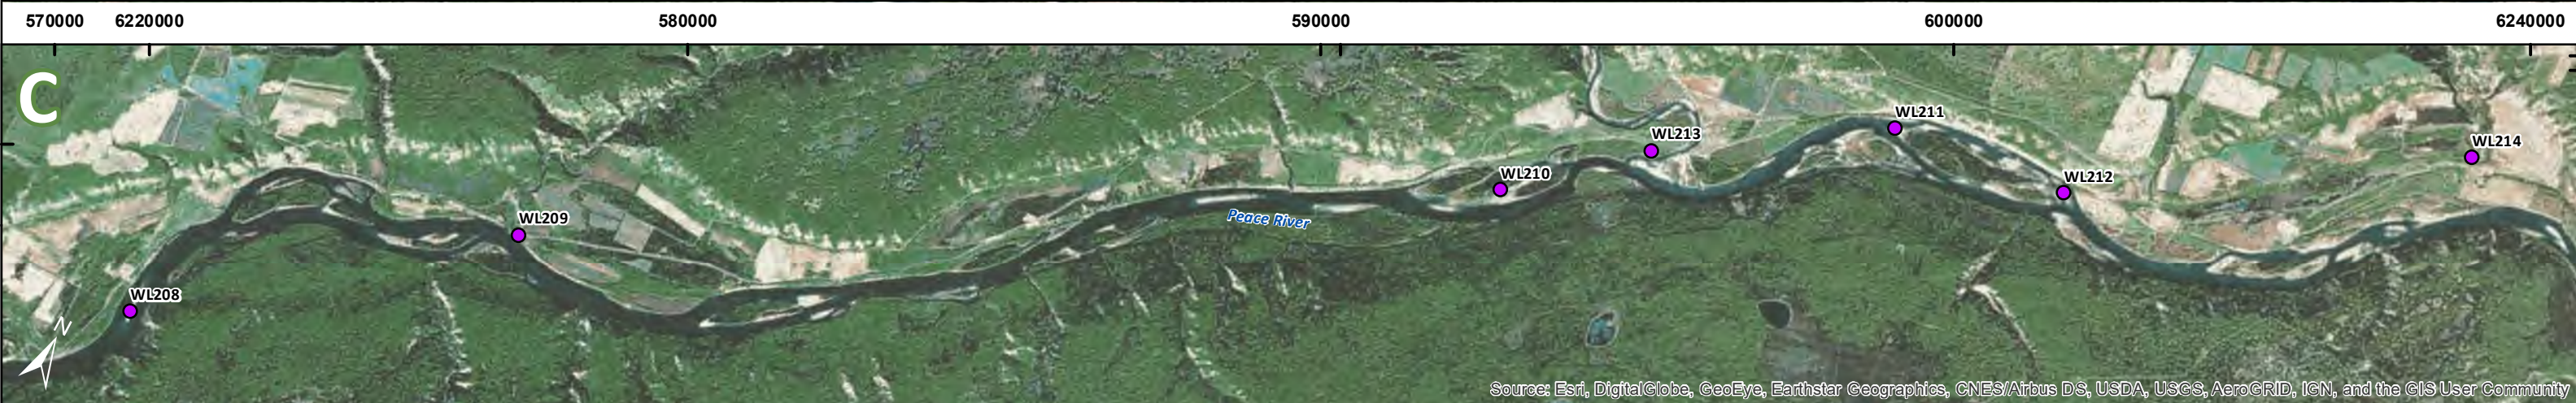 570000 6220000 580000 590000 600000 6240000
C
WL211
WL213
WL214
WL210
WL212
WL209
Peace River
WL208
N
Source: Esri, DigitalGlobe, GeoEye, Earthstar Geographics, CNES/Airbus DS, USDA, USGS, AeroGRID, IGN, and the GIS User Community